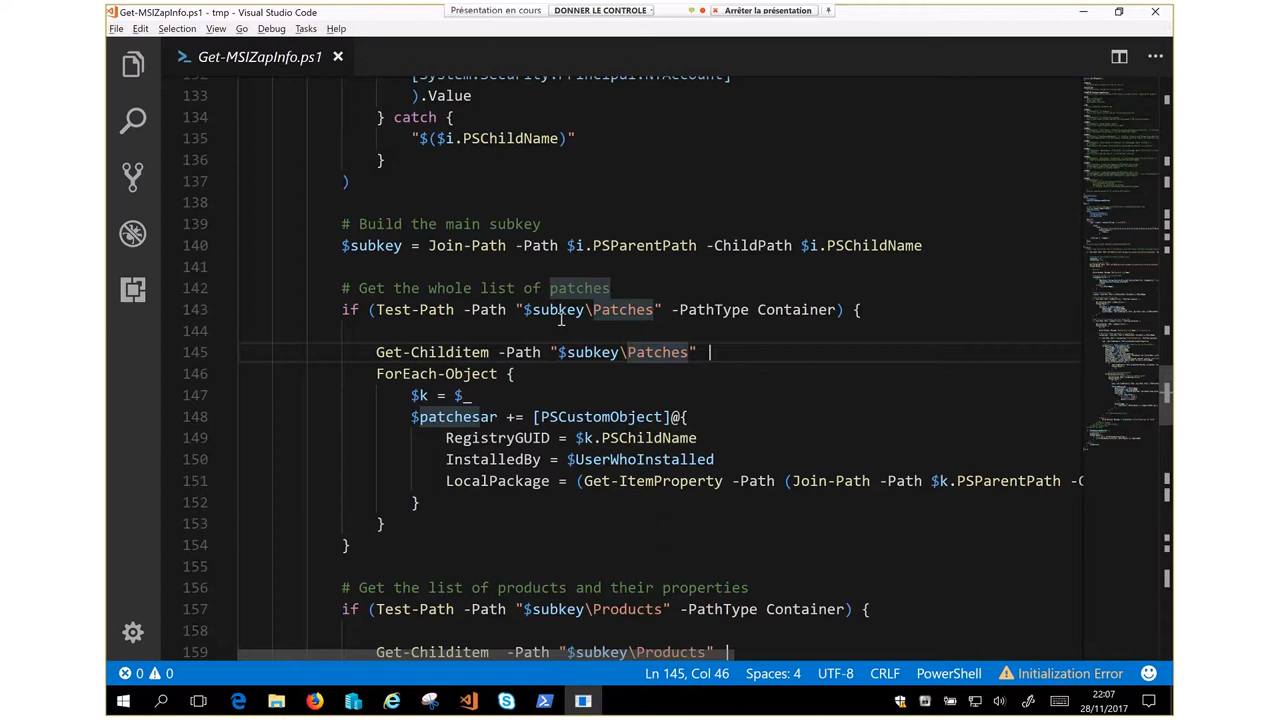 Get-MSIZapInfo.ps1 - tmp - Visual Studio Code
Présentation en cours
DONNER LE CONTROLE
Arrêter la présentation
File Edit Selection View Go Debug Tasks Help
Get-MSIZapInfo.ps1
132 [System.Security.Principal.NTAccount]
133 ).Value
134 } catch {
135 "$($i.PSChildName)"
136 }
137 )
138
139 # Build the main subkey
140 $subkey = Join-Path -Path $i.PSParentPath -ChildPath $i.PSChildName
141
142 # Get the whole list of patches
143 if (Test-Path -Path "$subkey\Patches" -PathType Container) {
144
145 Get-Childitem -Path "$subkey\Patches" |
146 ForEach-Object {
147 $k = $_
148 $patchesar += [PSCustomObject]@{
149 RegistryGUID = $k.PSChildName
150 InstalledBy = $UserWhoInstalled
151 LocalPackage = (Get-ItemProperty -Path (Join-Path -Path $k.PSParentPath
152 }
153 }
154 }
155
156 # Get the list of products and their properties
157 if (Test-Path -Path "$subkey\Products" -PathType Container) {
158
159 Get-Childitem -Path "$subkey\Products" |
0 0
Ln 145, Col 46
Spaces: 4
UTF-8
CRLF
PowerShell
Initialization Error
22:07
28/11/2017